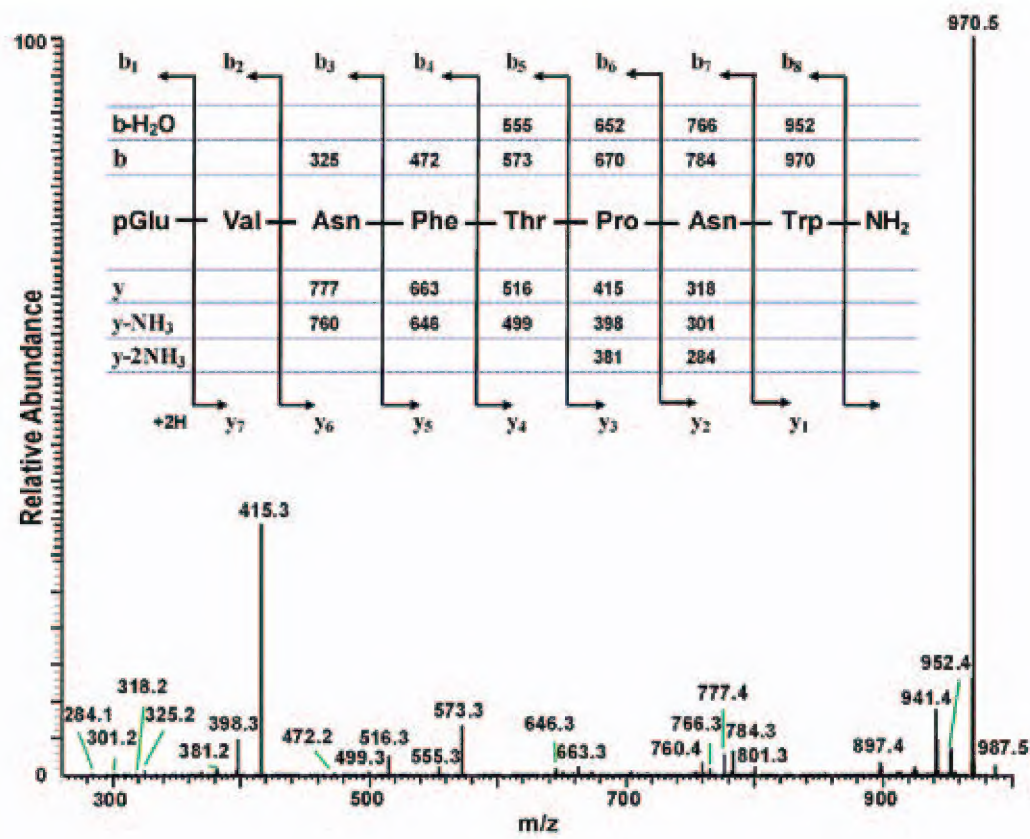 970.5
100
b₁ b₂ b₃ b₄ b₅ b₆ b₇ b₈
b-H₂O 555 652 766 952
b 325 472 573 670 784 970
pGlu Val Asn Phe Thr Pro Asn Trp NH₂
y 777 663 516 415 318
y-NH₃ 760 646 499 398 301
y-2NH₃ 381 284
+2H y₇ y₆ y₅ y₄ y₃ y₂ y₁
Relative Abundance
415.3
318.2
284.1
325.2
301.2
398.3
381.2
472.2
516.3
499.3
573.3
555.3
646.3
663.3
777.4
766.3
784.3
760.4
801.3
952.4
941.4
897.4
987.5
0
300 500 700 900
m/z